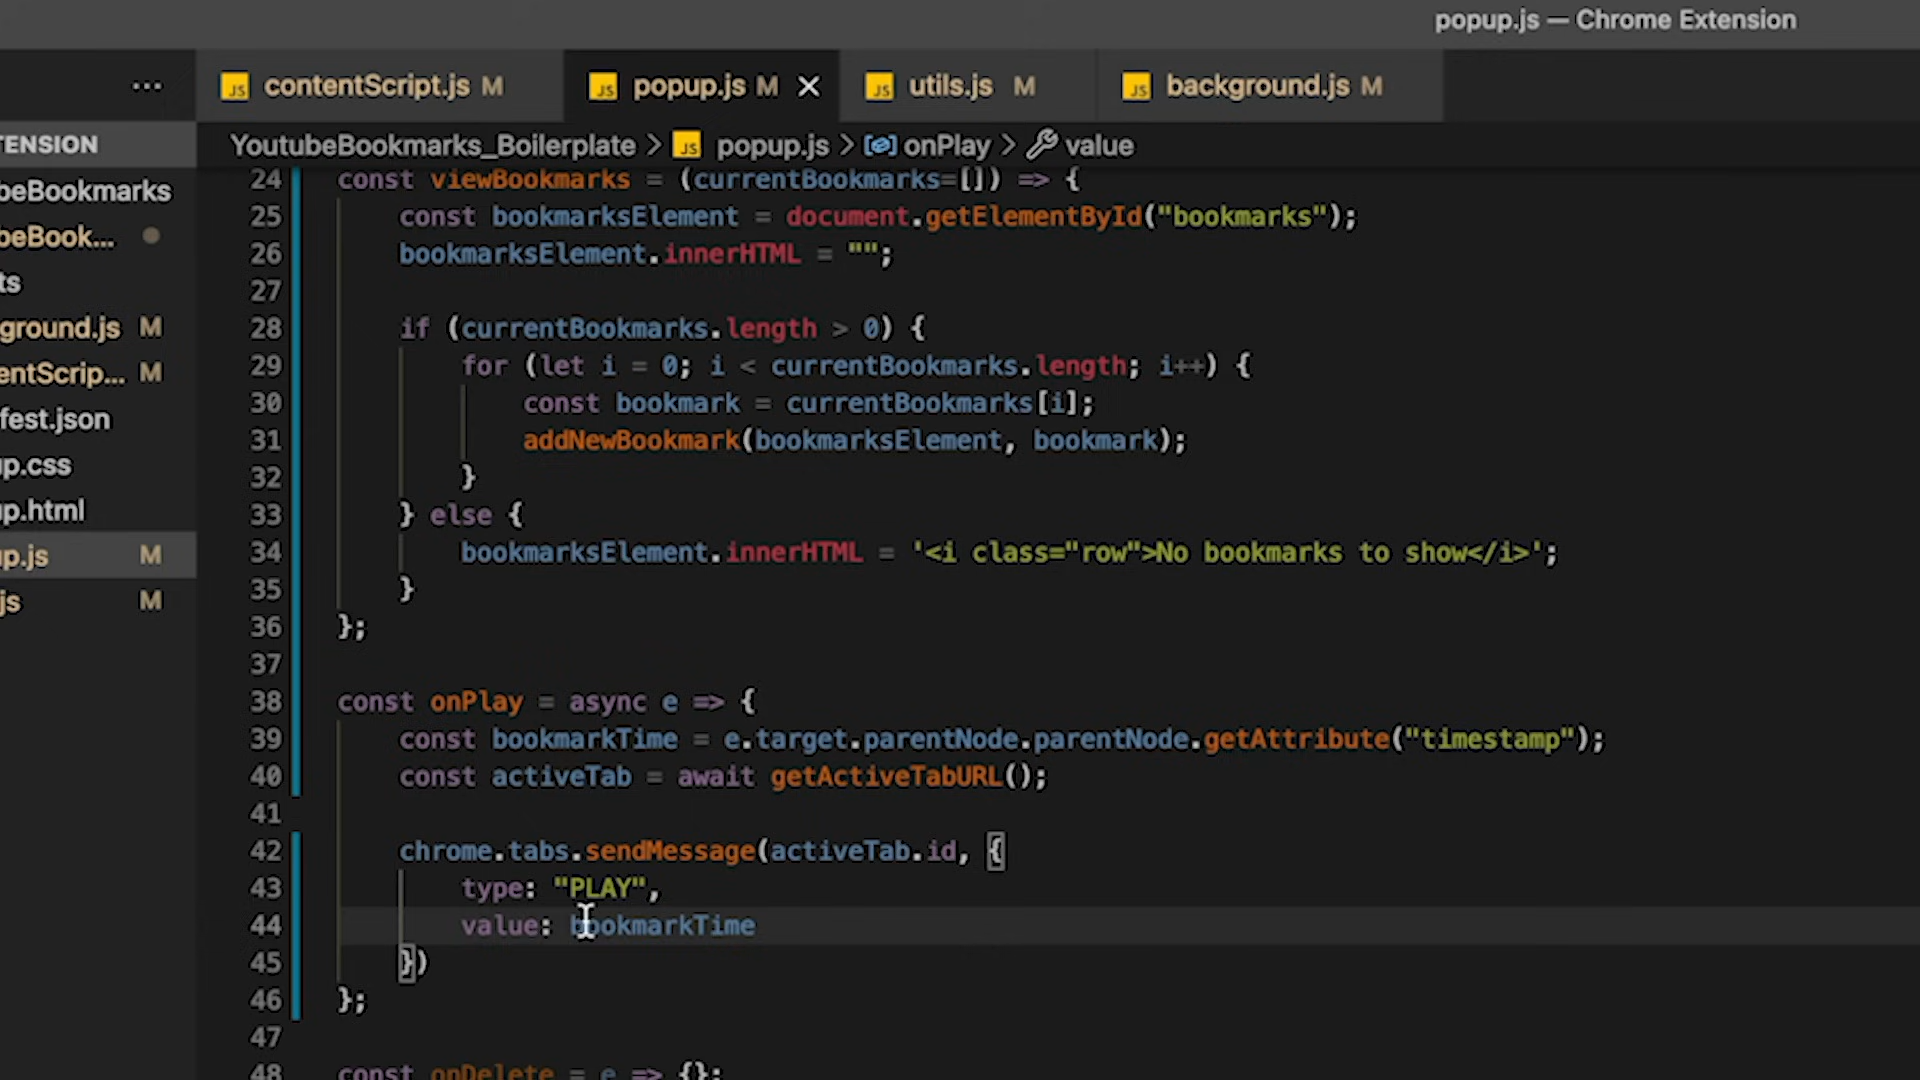 popup.js — Chrome Extension
... contentScript.js M popup.js M × utils.js M background.js M
TENSION YoutubeBookmarks_Boilerplate > JS popup.js > onPlay > value
beBookmarks
beBook...
ts
ground.js M
entScrip... M
fest.json
up.css
up.html
up.js M
js M
24 const viewBookmarks = (currentBookmarks=[]) => {
25 const bookmarksElement = document.getElementById("bookmarks");
26 bookmarksElement.innerHTML = "";
27
28 if (currentBookmarks.length > 0) {
29 for (let i = 0; i < currentBookmarks.length; i++) {
30 const bookmark = currentBookmarks[i];
31 addNewBookmark(bookmarksElement, bookmark);
32 }
33 } else {
34 bookmarksElement.innerHTML = '<i class="row">No bookmarks to show</i>';
35 }
36 };
37
38 const onPlay = async e => {
39 const bookmarkTime = e.target.parentNode.parentNode.getAttribute("timestamp");
40 const activeTab = await getActiveTabURL();
41
42 chrome.tabs.sendMessage(activeTab.id, {
43 type: "PLAY",
44 value: bookmarkTime
45 })
46 };
47
48 const onDelete = e => {};